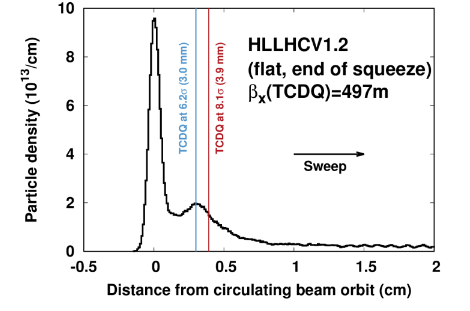 Particle density (10¹³/cm)
10
8
6
4
2
0
TCDQ at 6.2σ (3.0 mm)
TCDQ at 8.1σ (3.9 mm)
HLLHCV1.2
(flat, end of squeeze)
βx(TCDQ)=497m
Sweep
-0.5
0
0.5
1
1.5
2
Distance from circulating beam orbit (cm)